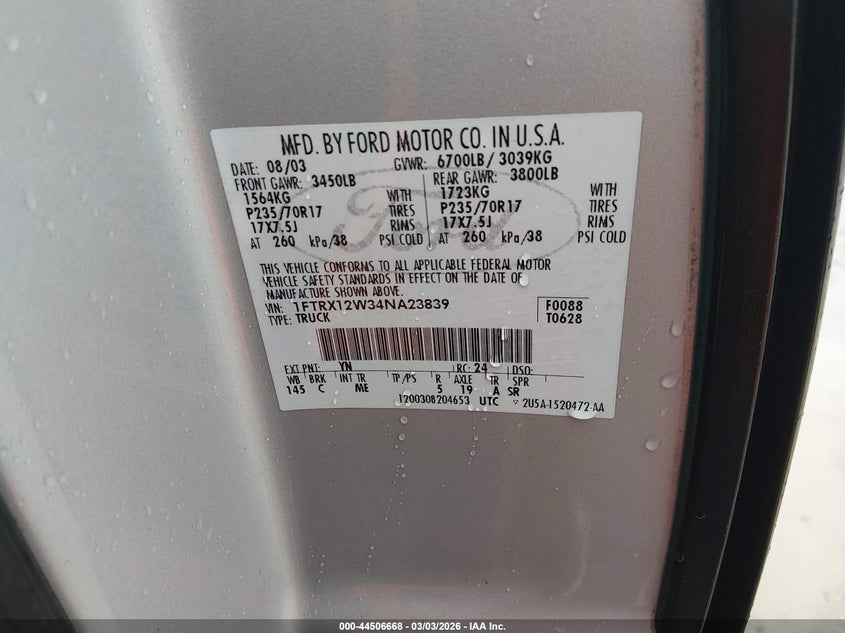 MFD. BY FORD MOTOR CO. IN U.S.A.
DATE: 08/03 GVWR: 6700LB/ 3039KG
FRONT GAWR: 3450LB REAR GAWR: 3800LB
1564KG WITH 1723KG WITH
P235/70R17 TIRES P235/70R17 TIRES
17X7.5J RIMS 17X7.5J RIMS
AT 260 kPa/38 PSI COLD AT 260 kPa/38 PSI COLD
Ford
THIS VEHICLE CONFORMS TO ALL APPLICABLE FEDERAL MOTOR
VEHICLE SAFETY STANDARDS IN EFFECT ON THE DATE OF
MANUFACTURE SHOWN ABOVE.
VIN: 1FTRX12W34NA23839 F0088
TYPE: TRUCK T0628
EXT PNT: YN RC: 24 DSO:
WB BRK INT TR TP/PS R AXLE TR SPR
145 C ME 5 19 A SR
1200308204653 UTC ▽ 2U5A-1520472-AA
000-44506668 - 03/03/2026 - IAA Inc.